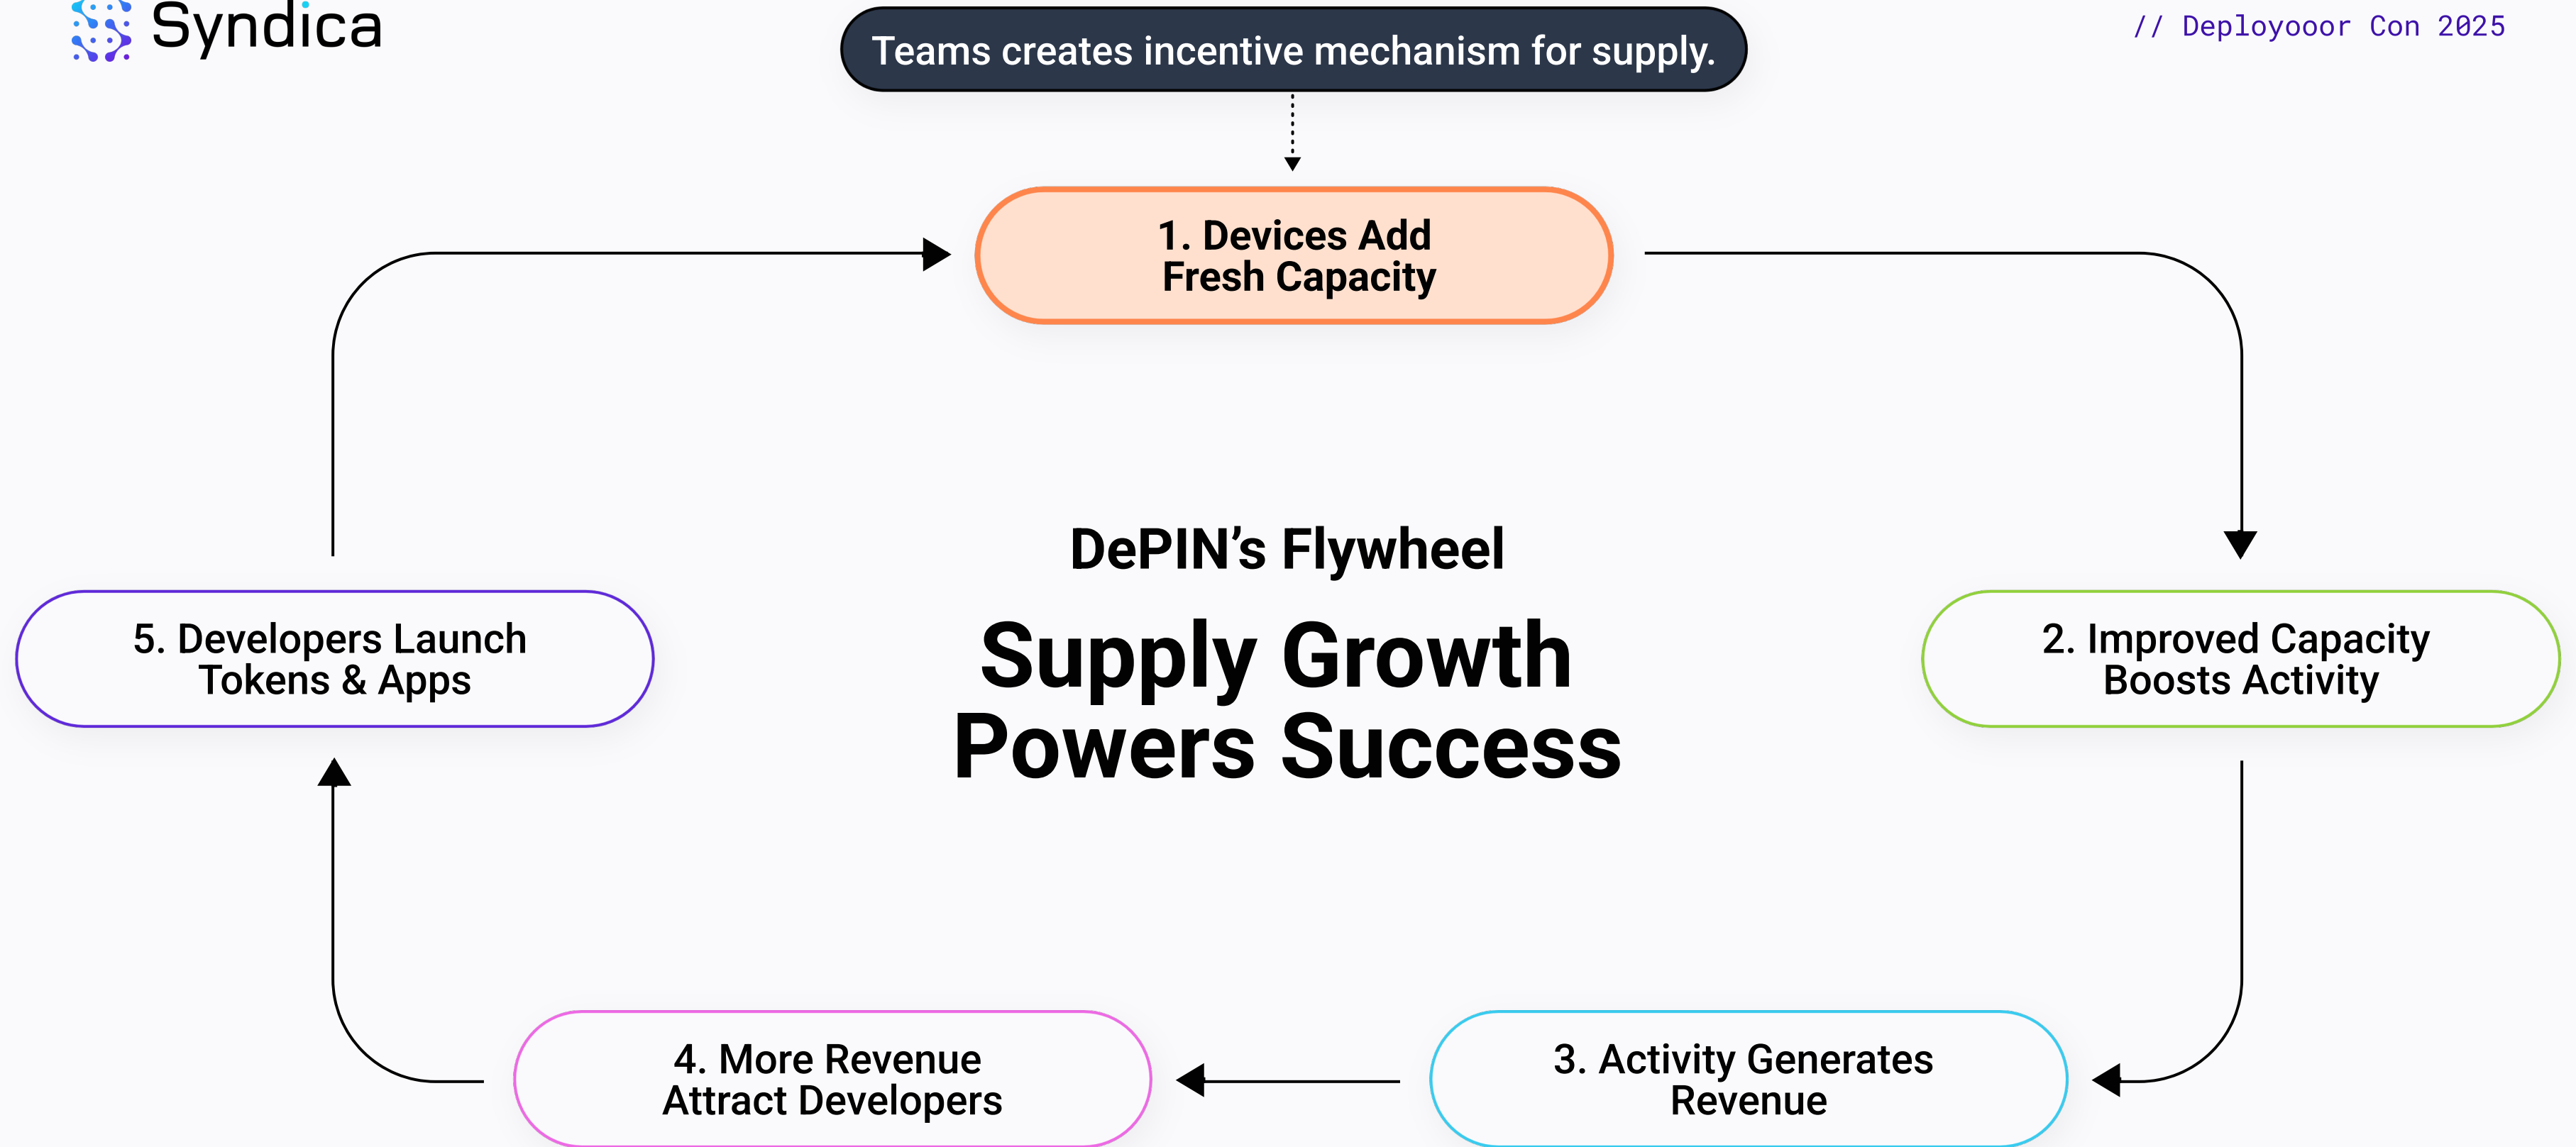 Syndica
Teams creates incentive mechanism for supply.
// Deployooor Con 2025
1. Devices Add
Fresh Capacity
DePIN’s Flywheel
Supply Growth
Powers Success
5. Developers Launch
Tokens & Apps
2. Improved Capacity
Boosts Activity
4. More Revenue
Attract Developers
3. Activity Generates
Revenue